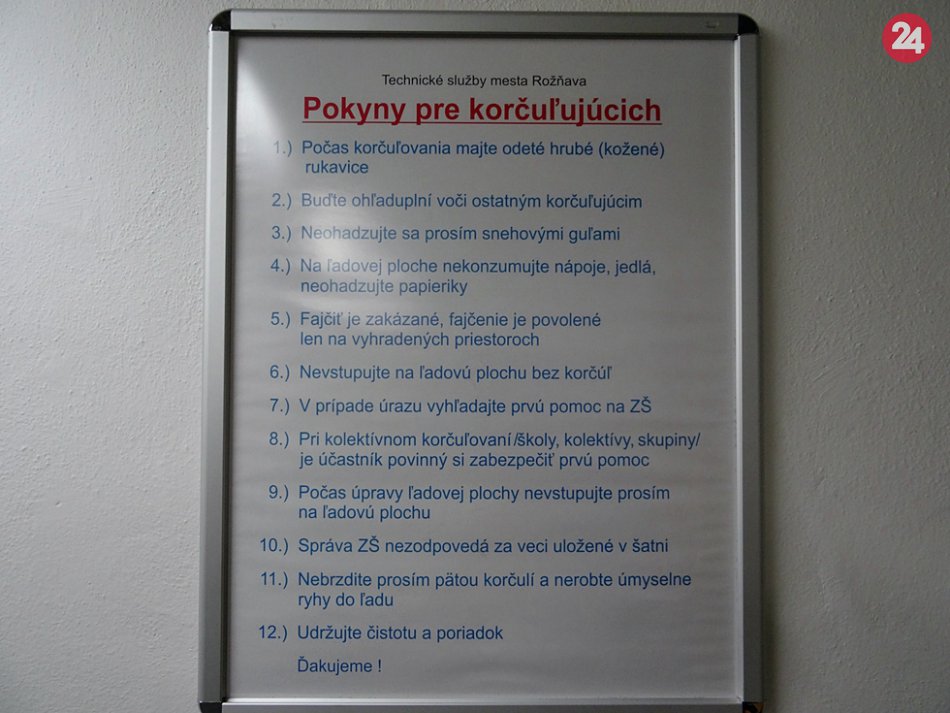 24
Technické služby mesta Rožňava
Pokyny pre korčuľujúcich
1.) Počas korčuľovania majte odeté hrubé (kožené)
rukavice
2.) Buďte ohľaduplní voči ostatným korčuľujúcim
3.) Neohadzujte sa prosím snehovými guľami
4.) Na ľadovej ploche nekonzumujte nápoje, jedlá,
neohadzujte papieriky
5.) Fajčiť je zakázané, fajčenie je povolené
len na vyhradených priestoroch
6.) Nevstupujte na ľadovú plochu bez korčúľ
7.) V prípade úrazu vyhľadajte prvú pomoc na ZŠ
8.) Pri kolektívnom korčuľovaní /školy, kolektívy, skupiny/
je účastník povinný si zabezpečiť prvú pomoc
9.) Počas úpravy ľadovej plochy nevstupujte prosím
na ľadovú plochu
10.) Správa ZŠ nezodpovedá za veci uložené v šatni
11.) Nebrzdite prosím pätou korčulí a nerobte úmyselne
ryhy do ľadu
12.) Udržujte čistotu a poriadok
Ďakujeme !